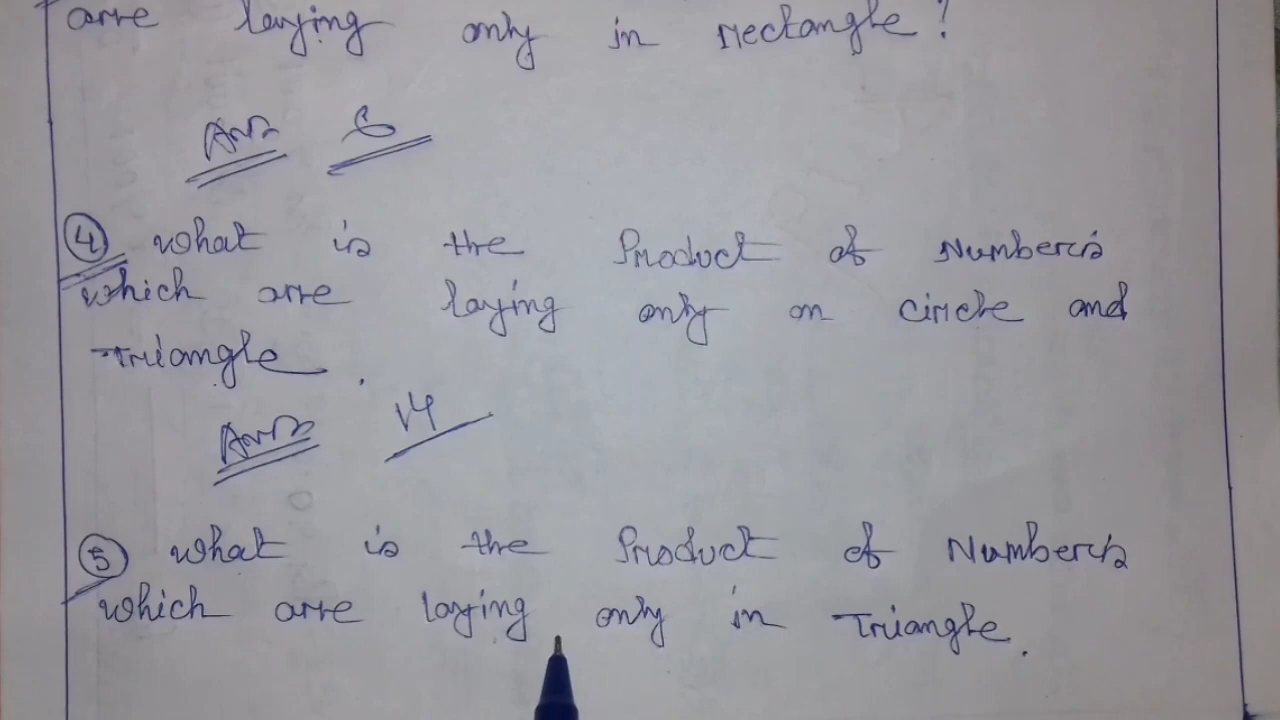 are laying only in rectangle?
Ans 6
④ What is the Product of Numbers
which are laying only on circle and
Triangle.
Ans 14
⑤ What is the Product of Numbers
which are laying only in Triangle.